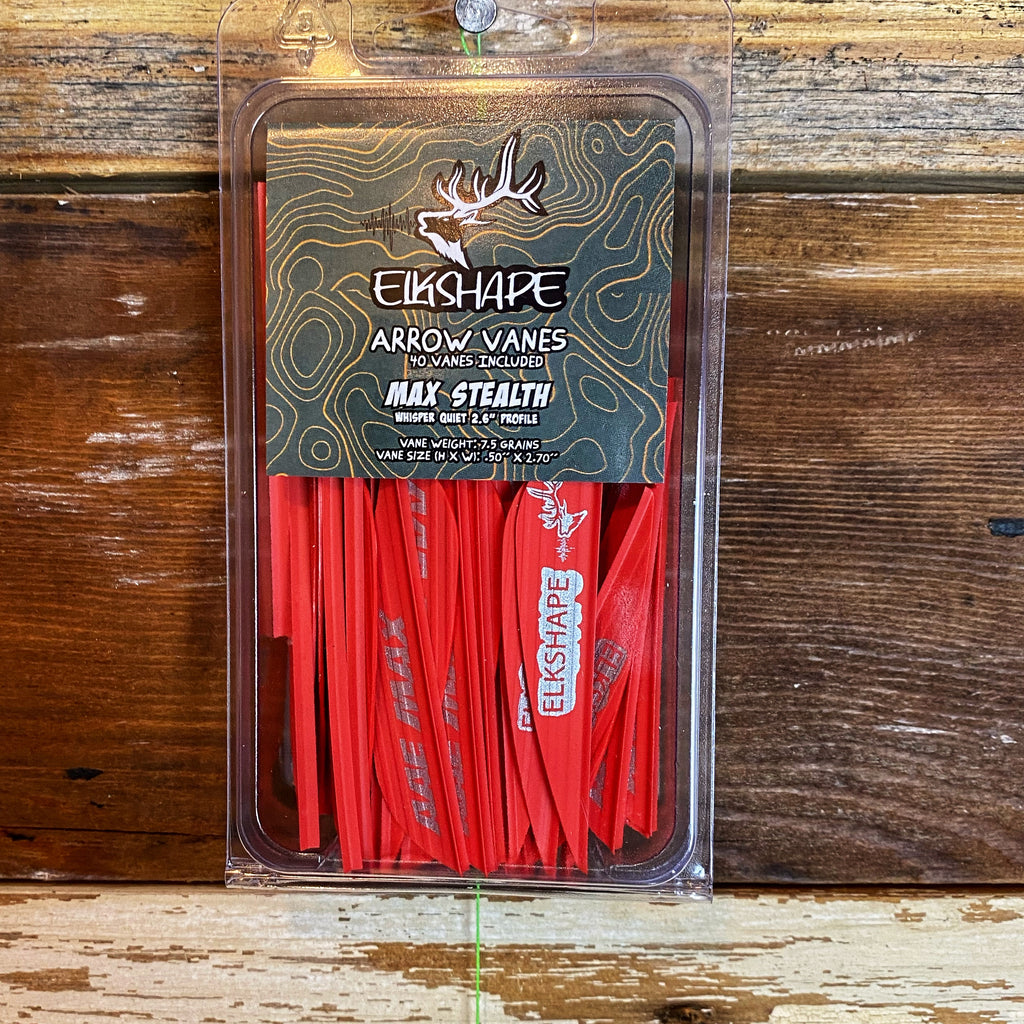 ELKSHAPE
ARROW VANES
40 VANES INCLUDED
MAX STEALTH
WHISPER QUIET 2.6" PROFILE
VANE WEIGHT: 7.5 GRAINS
VANE SIZE (H X W): .50" X 2.70"
MAX
ELKSHAPE